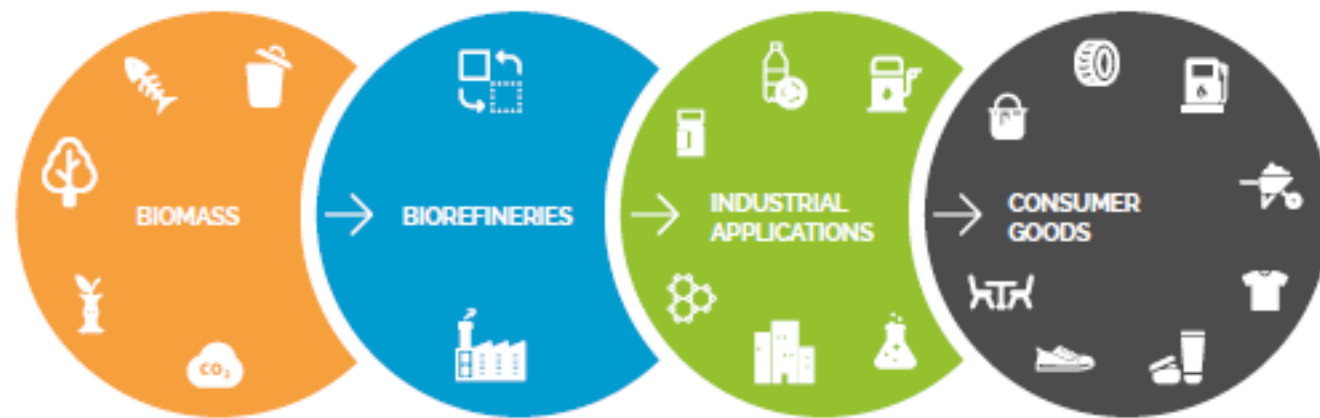 BIOMASS
BIOREFINERIES
INDUSTRIAL
APPLICATIONS
CONSUMER
GOODS
CO₂